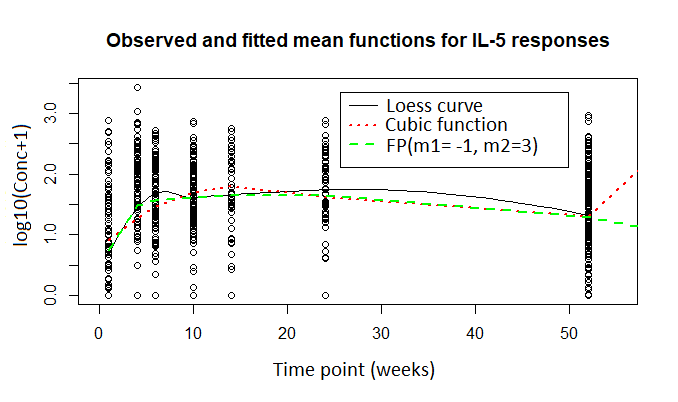 Observed and fitted mean functions for IL-5 responses
Loess curve
Cubic function
FP(m1= -1, m2=3)
log10(Conc+1)
3.0
2.0
1.0
0.0
0 10 20 30 40 50
Time point (weeks)